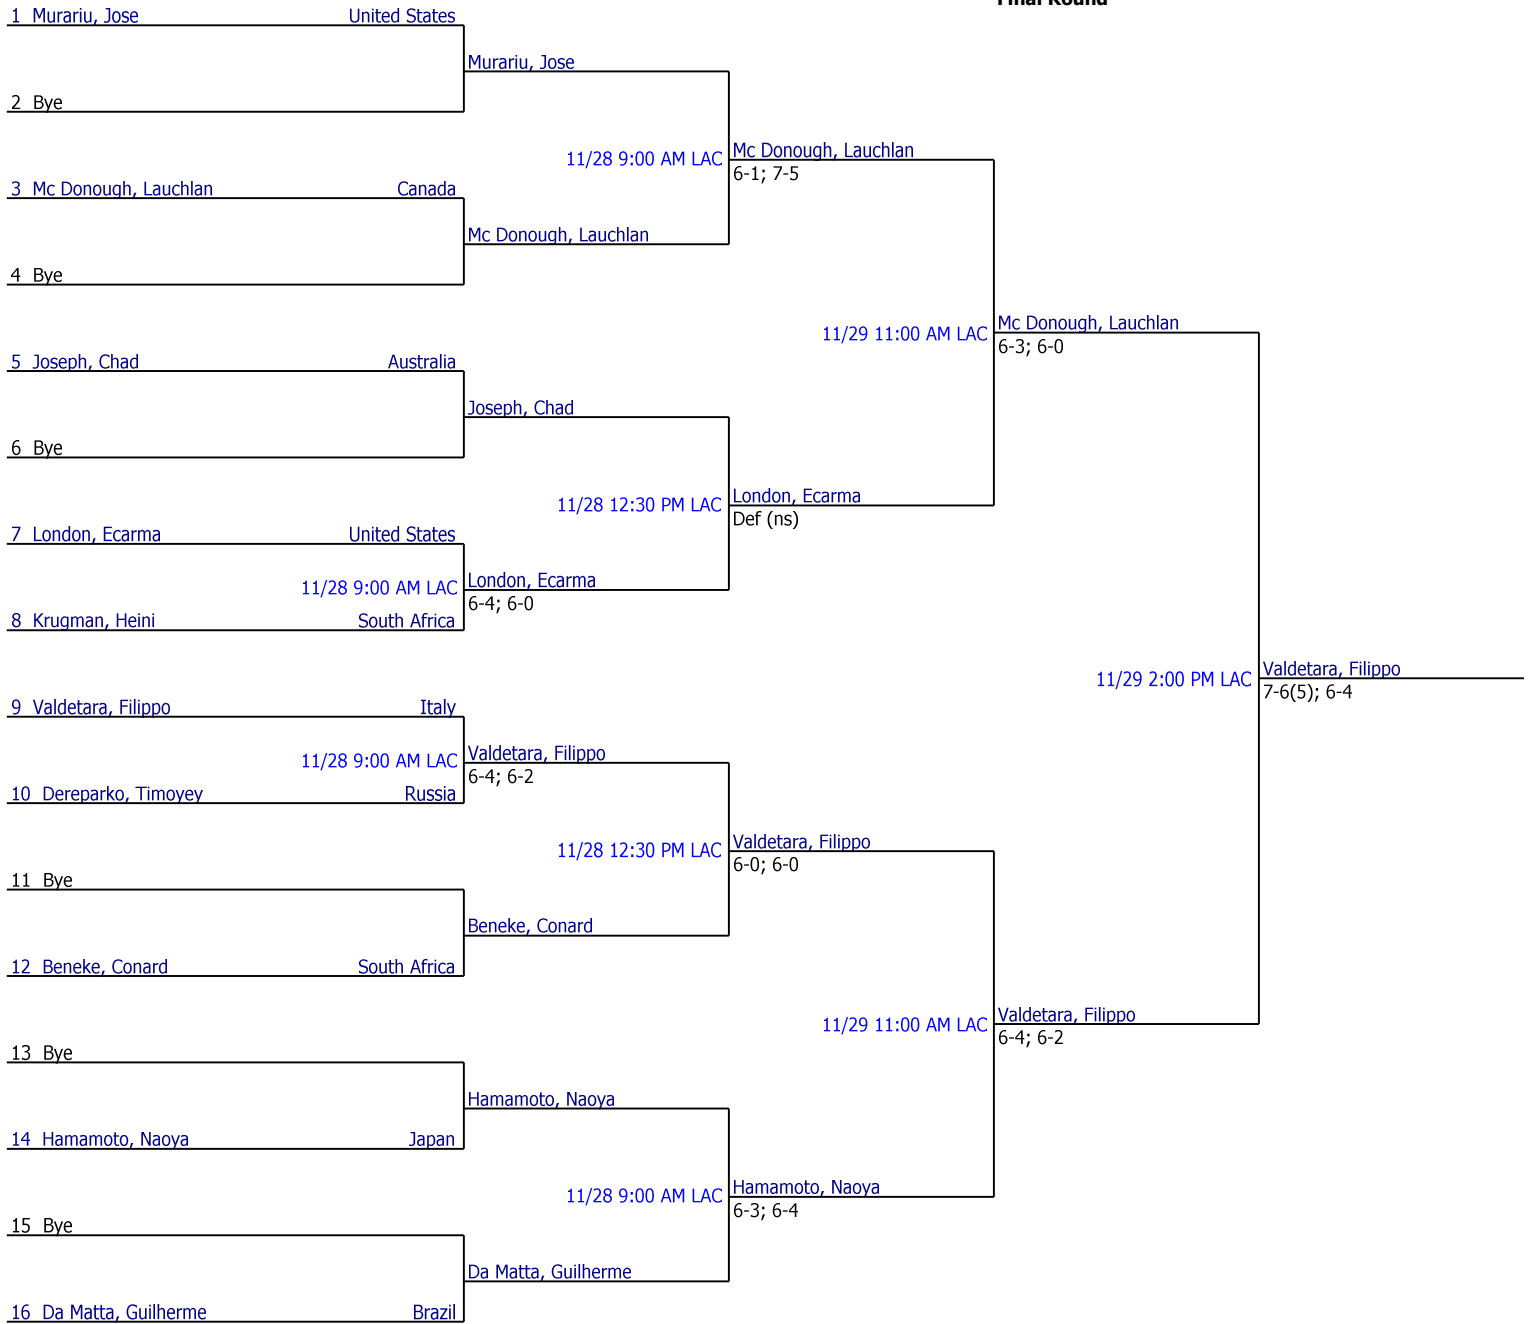 Final Round
1 Murariu, Jose United States
Murariu, Jose
2 Bye
11/28 9:00 AM LAC Mc Donough, Lauchlan
6-1; 7-5
3 Mc Donough, Lauchlan Canada
Mc Donough, Lauchlan
4 Bye
11/29 11:00 AM LAC Mc Donough, Lauchlan
6-3; 6-0
5 Joseph, Chad Australia
Joseph, Chad
6 Bye
11/28 12:30 PM LAC London, Ecarma
Def (ns)
7 London, Ecarma United States
11/28 9:00 AM LAC London, Ecarma
6-4; 6-0
8 Krugman, Heini South Africa
11/29 2:00 PM LAC Valdetara, Filippo
7-6(5); 6-4
9 Valdetara, Filippo Italy
11/28 9:00 AM LAC Valdetara, Filippo
6-4; 6-2
10 Dereparko, Timoyey Russia
11/28 12:30 PM LAC Valdetara, Filippo
6-0; 6-0
11 Bye
Beneke, Conard
12 Beneke, Conard South Africa
11/29 11:00 AM LAC Valdetara, Filippo
6-4; 6-2
13 Bye
Hamamoto, Naoya
14 Hamamoto, Naoya Japan
11/28 9:00 AM LAC Hamamoto, Naoya
6-3; 6-4
15 Bye
Da Matta, Guilherme
16 Da Matta, Guilherme Brazil